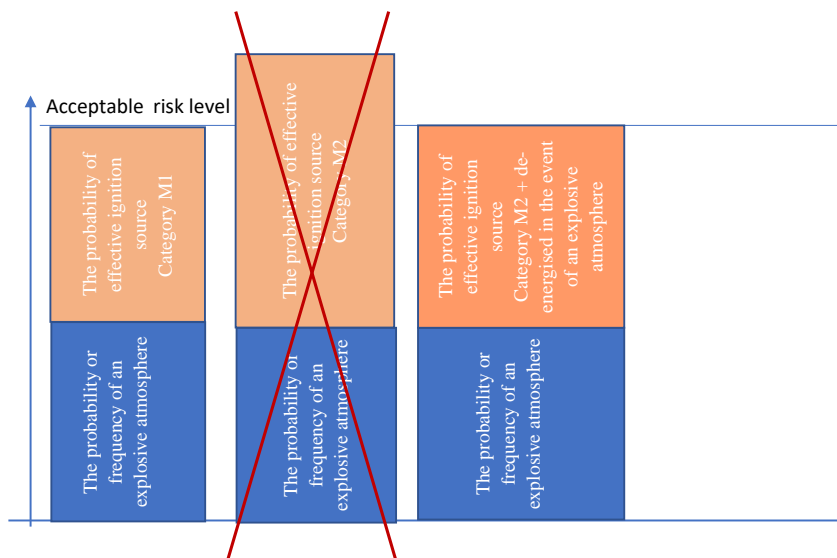 Acceptable risk level
The probability of
effective ignition
source
Category M1
The probability or
frequency of an
explosive atmosphere
The probability of effective
ignition source
Category M2
The probability or
frequency of an
explosive atmosphere
The probability of
effective ignition
source
Category M2 + de-
energised in the event
of an explosive
atmosphere
The probability or
frequency of an
explosive atmosphere